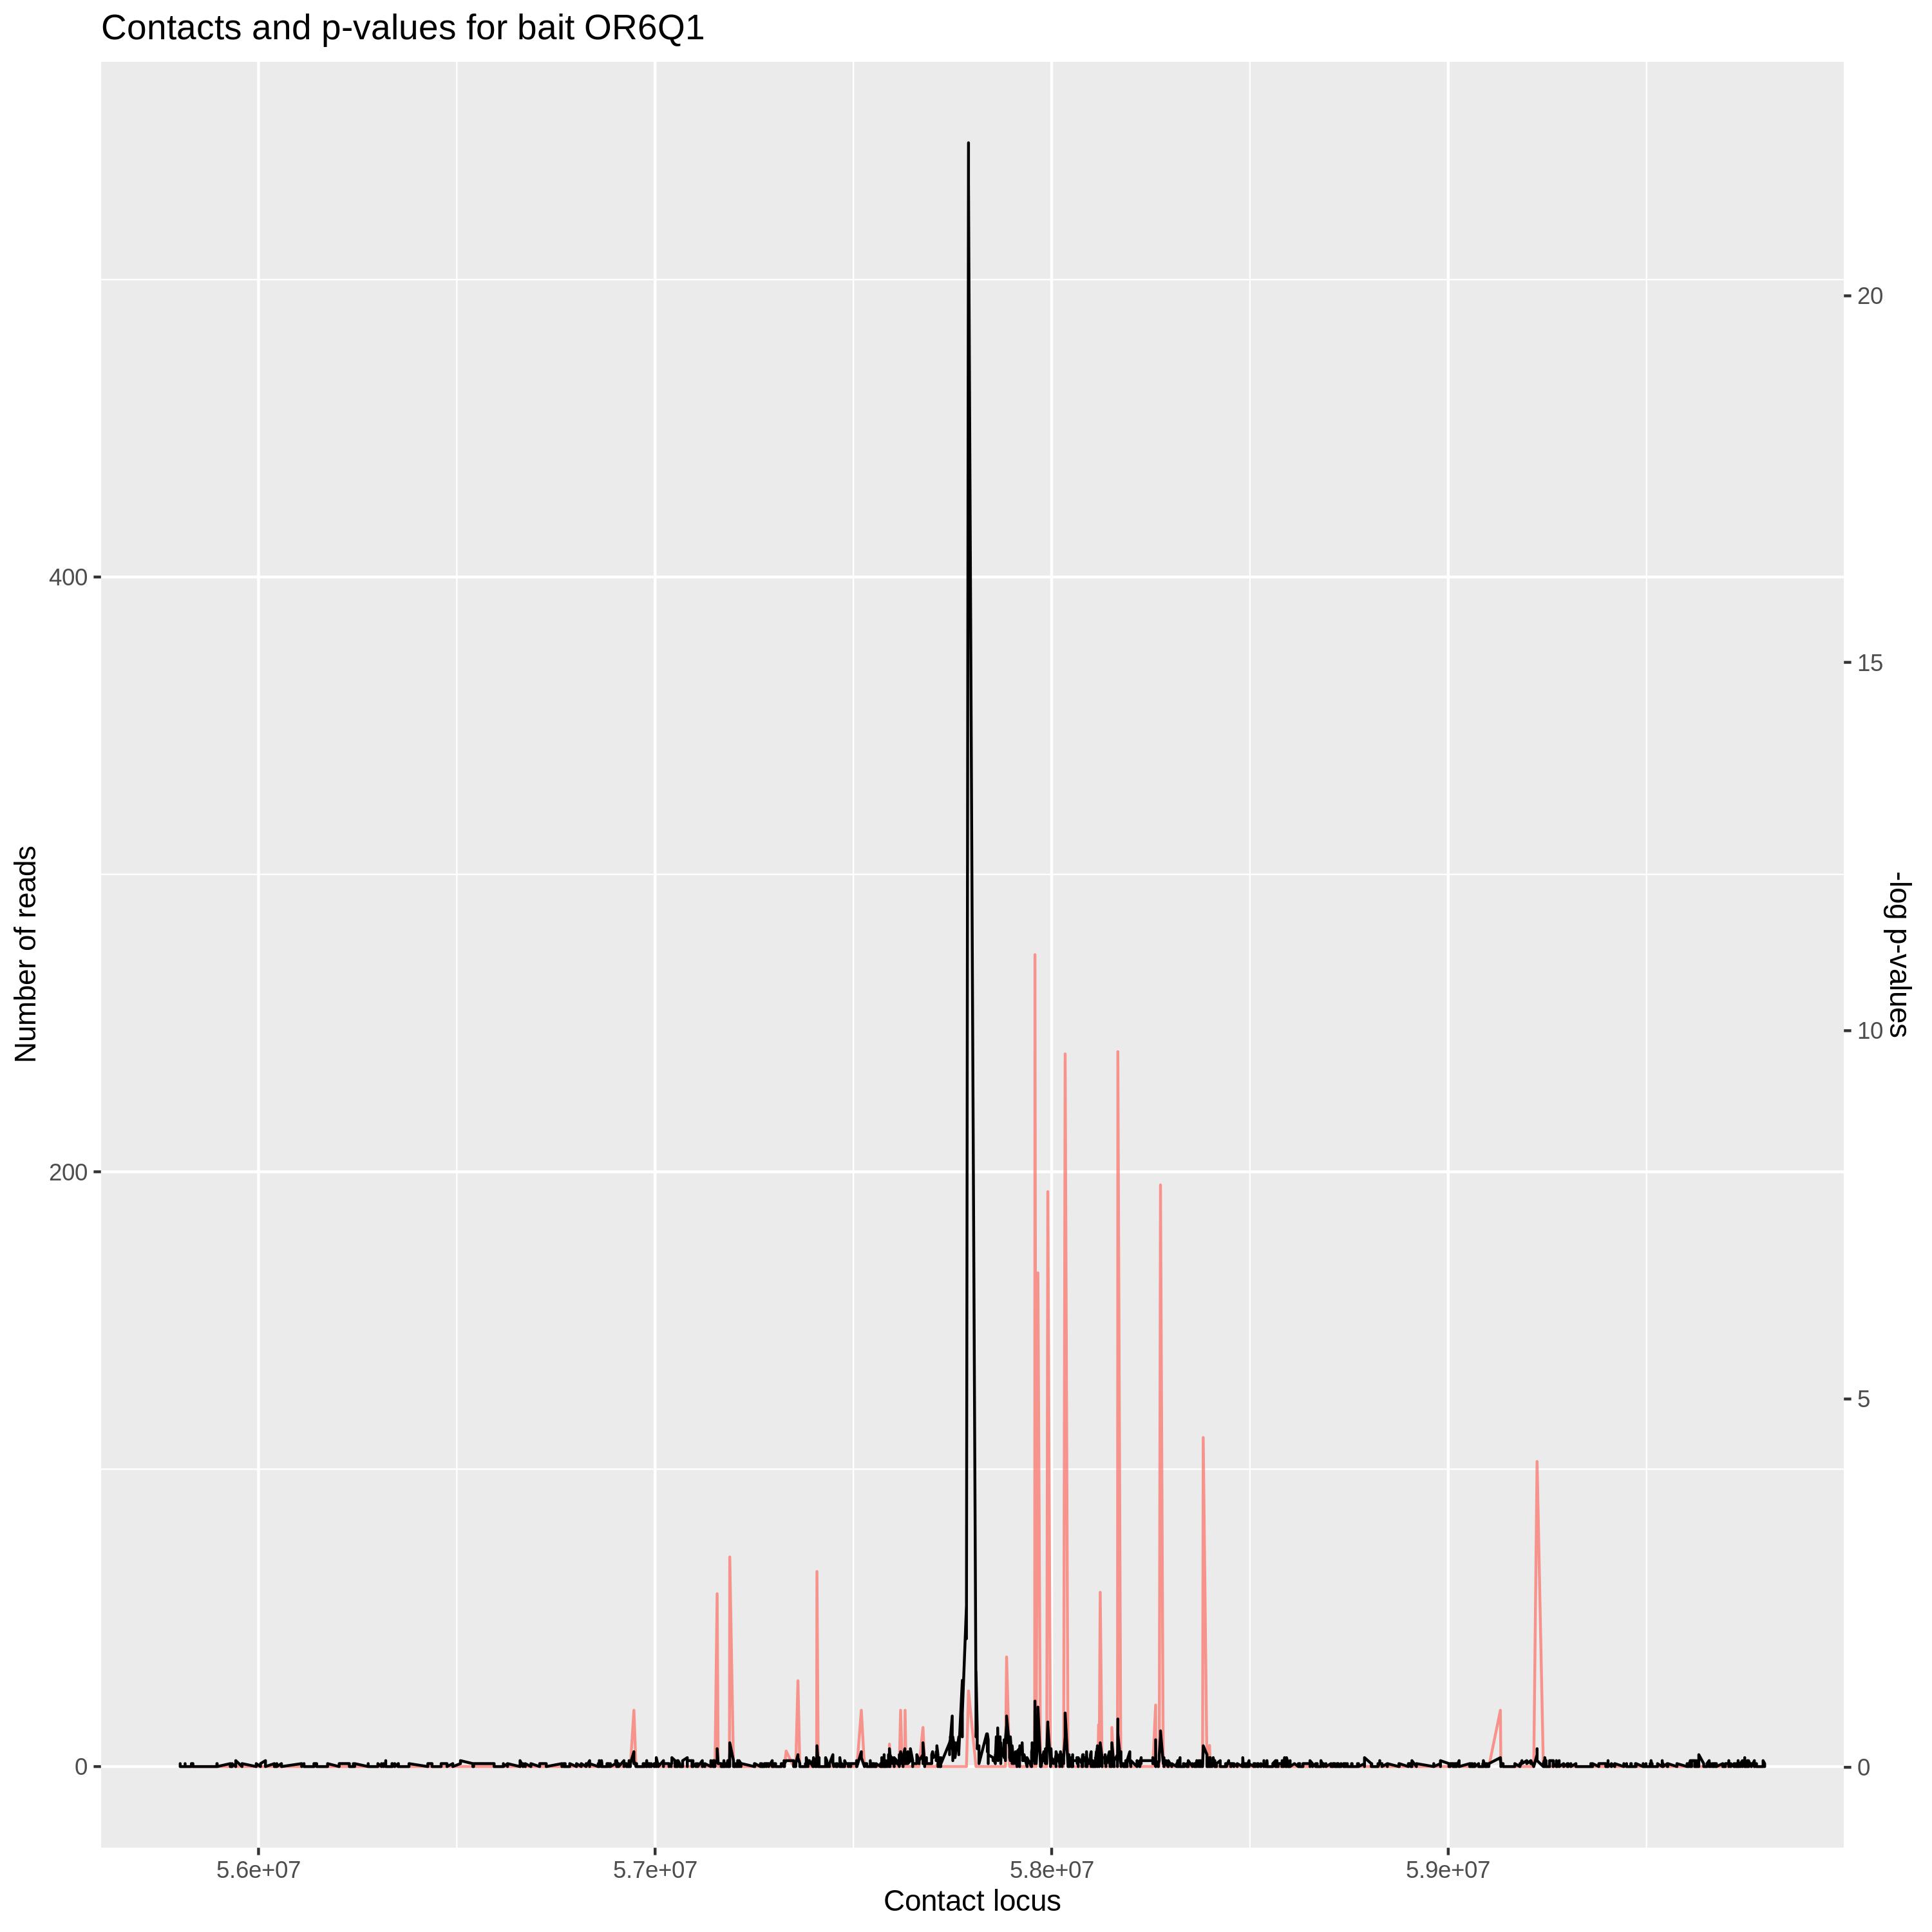 Contacts and p-values for bait OR6Q1
Number of reads
400
200
0
20
15
10
5
0
-log p-values
5.6e+07
5.7e+07
5.8e+07
5.9e+07
Contact locus